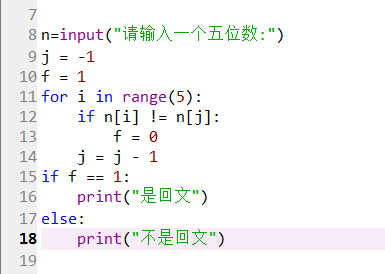 7
8 n=input("请输入一个五位数:")
9 j = -1
10 f = 1
11 for i in range(5):
12     if n[i] != n[j]:
13         f = 0
14     j = j - 1
15 if f == 1:
16     print("是回文")
17 else:
18     print("不是回文")
19